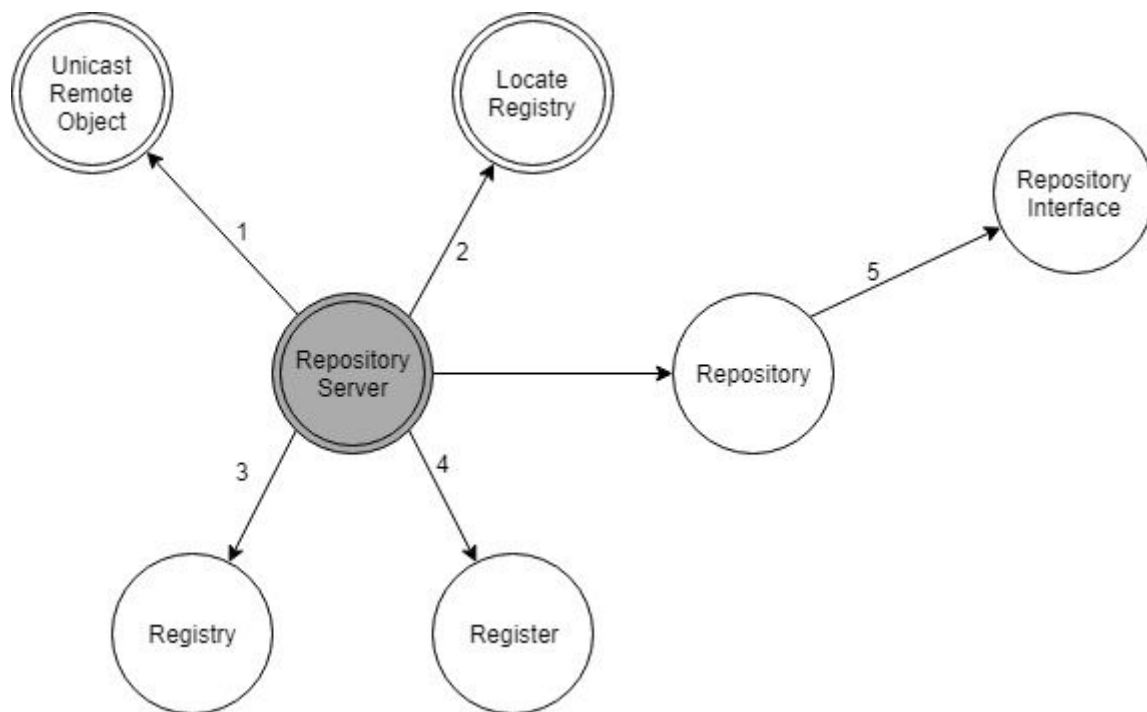 Unicast
Remote
Object
Locate
Registry
Repository
Interface
1
2
5
Repository
Server
Repository
3
4
Registry
Register